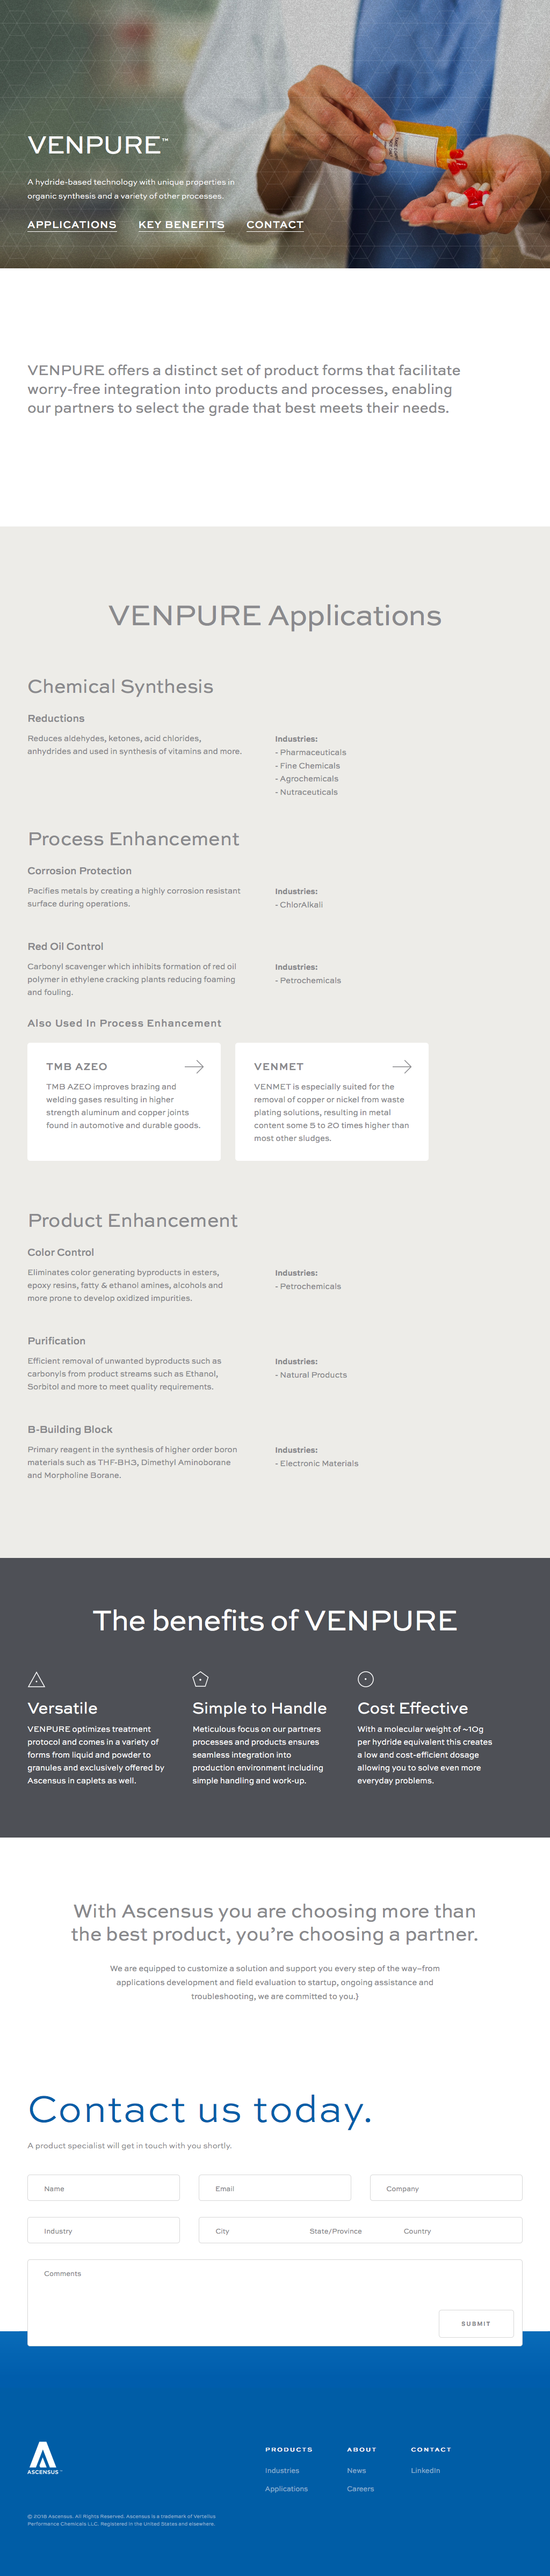 VENPURE™
A hydride-based technology with unique properties in
organic synthesis and a variety of other processes.
APPLICATIONS KEY BENEFITS CONTACT
VENPURE offers a distinct set of product forms that facilitate
worry-free integration into products and processes, enabling
our partners to select the grade that best meets their needs.
VENPURE Applications
Chemical Synthesis
Reductions
Reduces aldehydes, ketones, acid chlorides,
anhydrides and used in synthesis of vitamins and more.
Industries:
- Pharmaceuticals
- Fine Chemicals
- Agrochemicals
- Nutraceuticals
Process Enhancement
Corrosion Protection
Pacifies metals by creating a highly corrosion resistant
surface during operations.
Industries:
- ChlorAlkali
Red Oil Control
Carbonyl scavenger which inhibits formation of red oil
polymer in ethylene cracking plants reducing foaming
and fouling.
Industries:
- Petrochemicals
Also Used In Process Enhancement
TMB AZEO
TMB AZEO improves brazing and
welding gases resulting in higher
strength aluminum and copper joints
found in automotive and durable goods.
VENMET
VENMET is especially suited for the
removal of copper or nickel from waste
plating solutions, resulting in metal
content some 5 to 20 times higher than
most other sludges.
Product Enhancement
Color Control
Eliminates color generating byproducts in esters,
epoxy resins, fatty & ethanol amines, alcohols and
more prone to develop oxidized impurities.
Industries:
- Petrochemicals
Purification
Efficient removal of unwanted byproducts such as
carbonyls from product streams such as Ethanol,
Sorbitol and more to meet quality requirements.
Industries:
- Natural Products
B-Building Block
Primary reagent in the synthesis of higher order boron
materials such as THF-BH3, Dimethyl Aminoborane
and Morpholine Borane.
Industries:
- Electronic Materials
The benefits of VENPURE
Versatile
VENPURE optimizes treatment
protocol and comes in a variety of
forms from liquid and powder to
granules and exclusively offered by
Ascensus in caplets as well.
Simple to Handle
Meticulous focus on our partners
processes and products ensures
seamless integration into
production environment including
simple handling and work-up.
Cost Effective
With a molecular weight of ~10g
per hydride equivalent this creates
a low and cost-efficient dosage
allowing you to solve even more
everyday problems.
With Ascensus you are choosing more than
the best product, you're choosing a partner.
We are equipped to customize a solution and support you every step of the way–from
applications development and field evaluation to startup, ongoing assistance and
troubleshooting, we are committed to you.}
Contact us today.
A product specialist will get in touch with you shortly.
Name Email Company
Industry City State/Province Country
Comments
SUBMIT
ASCENSUS™
PRODUCTS ABOUT CONTACT
Industries News LinkedIn
Applications Careers
© 2018 Ascensus. All Rights Reserved. Ascensus is a trademark of Vertellus
Performance Chemicals LLC. Registered in the United States and elsewhere.